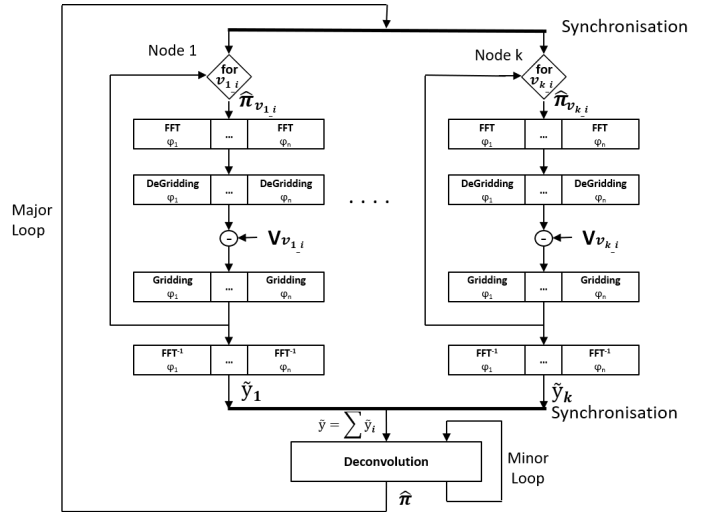 Synchronisation
Node 1
Node k
for
v₁_i
for
vₖ_i
π̂ᵥ₁_i
π̂ᵥₖ_i
FFT ... FFT
φ₁ φₙ
FFT ... FFT
φ₁ φₙ
DeGridding ... DeGridding
φ₁ φₙ
DeGridding ... DeGridding
φ₁ φₙ
Major
Loop
. . . .
- Vᵥ₁_i
- Vᵥₖ_i
Gridding ... Gridding
φ₁ φₙ
Gridding ... Gridding
φ₁ φₙ
FFT⁻¹ ... FFT⁻¹
φ₁ φₙ
FFT⁻¹ ... FFT⁻¹
φ₁ φₙ
ỹ₁
ỹₖ
Synchronisation
ỹ = ∑ ỹᵢ
Deconvolution
Minor
Loop
π̂